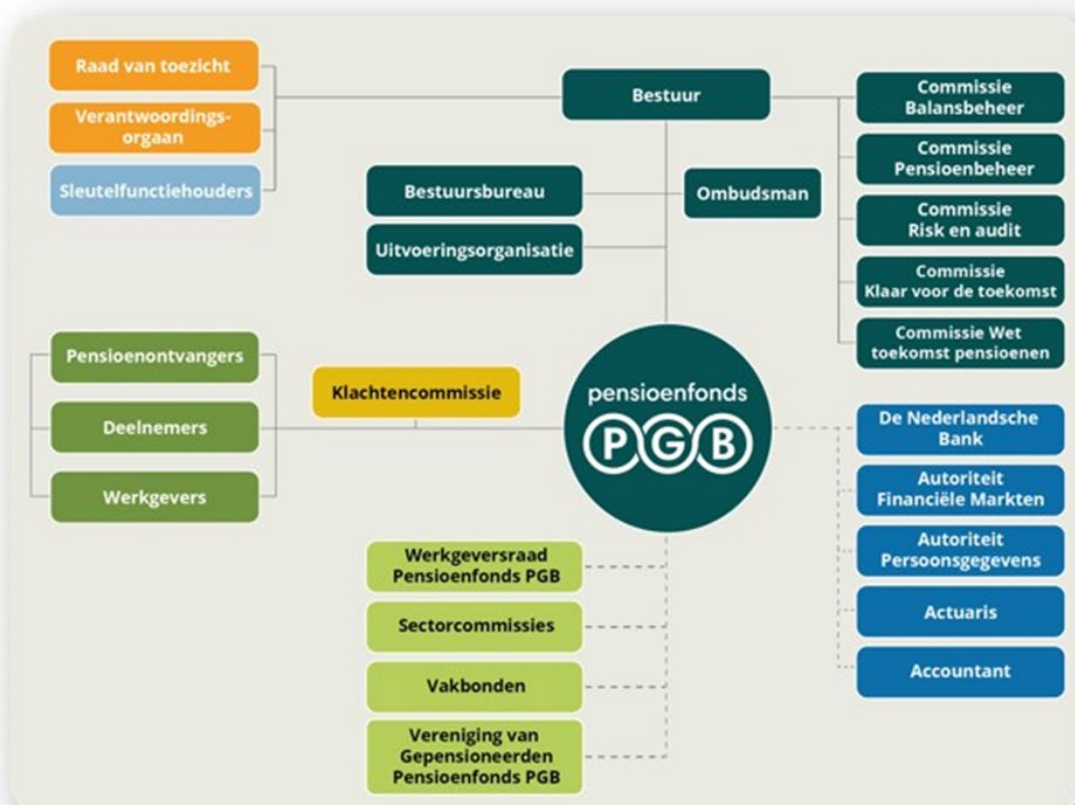 Raad van toezicht
Verantwoordings-
orgaan
Sleutelfunctiehouders
Bestuur
Bestuursbureau
Ombudsman
Uitvoeringsorganisatie
Commissie
Balansbeheer
Commissie
Pensioenbeheer
Commissie
Risk en audit
Commissie
Klaar voor de toekomst
Commissie Wet
toekomst pensioenen
Pensioenontvangers
Deelnemers
Werkgevers
Klachtencommissie
pensioenfonds
PGB
De Nederlandsche
Bank
Autoriteit
Financiële Markten
Autoriteit
Persoonsgegevens
Actuaris
Accountant
Werkgeversraad
Pensioenfonds PGB
Sectorcommissies
Vakbonden
Vereniging van
Gepensioneerden
Pensioenfonds PGB